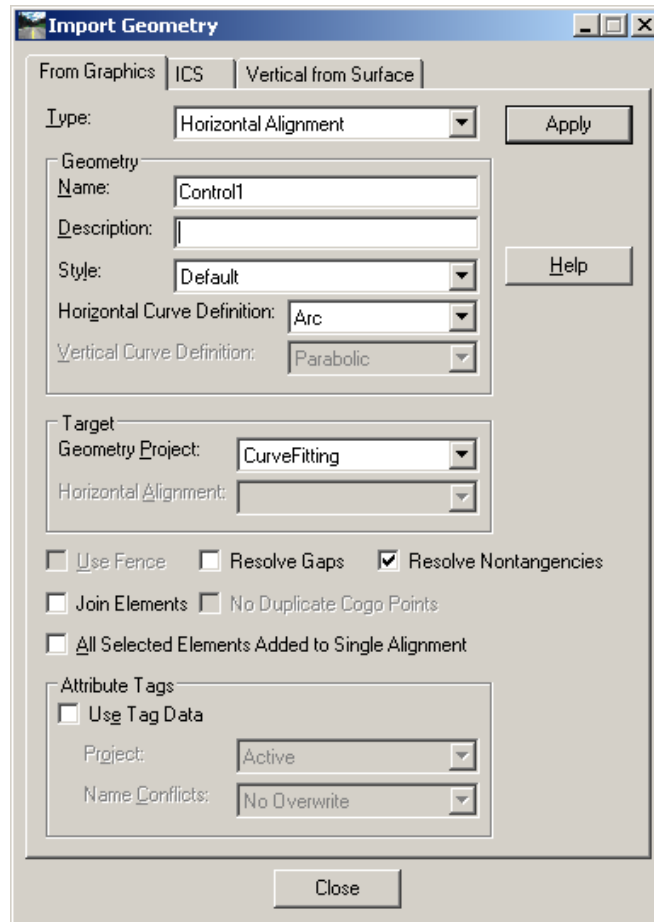 Import Geometry
From Graphics ICS Vertical from Surface
Type: Horizontal Alignment Apply
Geometry
Name: Control1
Description:
Style: Default Help
Horizontal Curve Definition: Arc
Vertical Curve Definition: Parabolic
Target
Geometry Project: CurveFitting
Horizontal Alignment:
Use Fence Resolve Gaps Resolve Nontangencies
Join Elements No Duplicate Cogo Points
All Selected Elements Added to Single Alignment
Attribute Tags
Use Tag Data
Project: Active
Name Conflicts: No Overwrite
Close